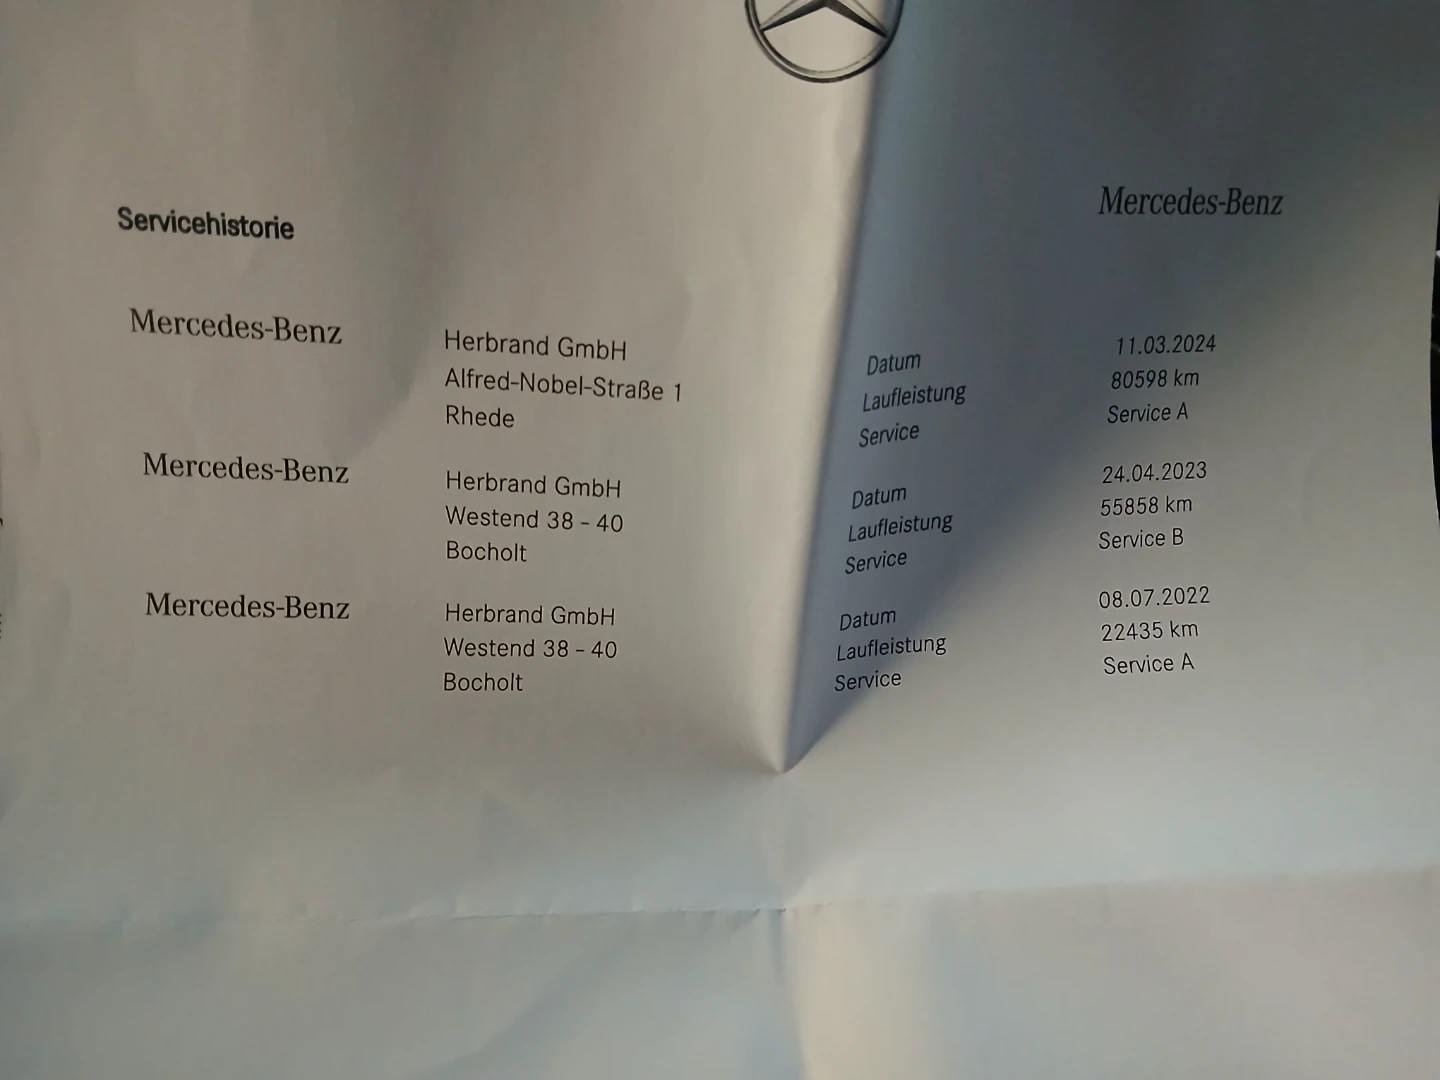 Mercedes-Benz
Servicehistorie
Mercedes-Benz
Herbrand GmbH
Alfred-Nobel-Straße 1
Rhede
Datum 11.03.2024
Laufleistung 80598 km
Service Service A
Mercedes-Benz
Herbrand GmbH
Westend 38 - 40
Bocholt
Datum 24.04.2023
Laufleistung 55858 km
Service Service B
Mercedes-Benz
Herbrand GmbH
Westend 38 - 40
Bocholt
Datum 08.07.2022
Laufleistung 22435 km
Service Service A